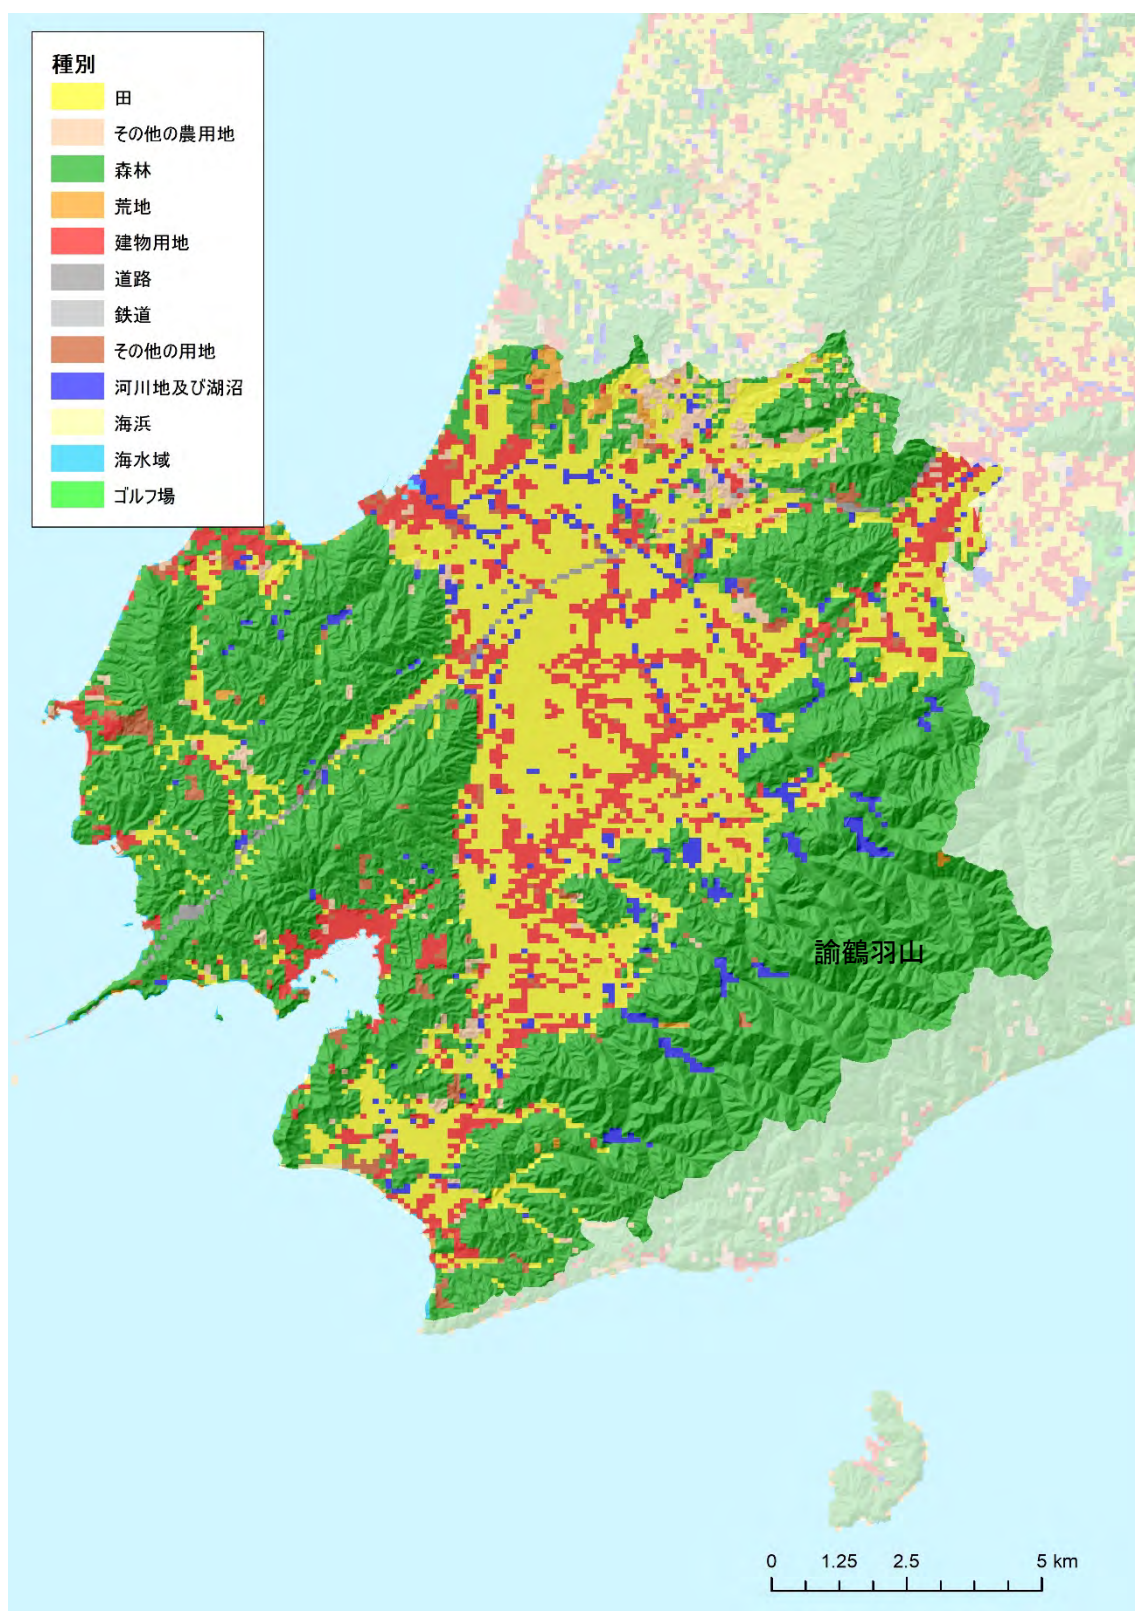 種別
田
その他の農用地
森林
荒地
建物用地
道路
鉄道
その他の用地
河川地及び湖沼
海浜
海水域
ゴルフ場
諭鶴羽山
0 1.25 2.5 5 km